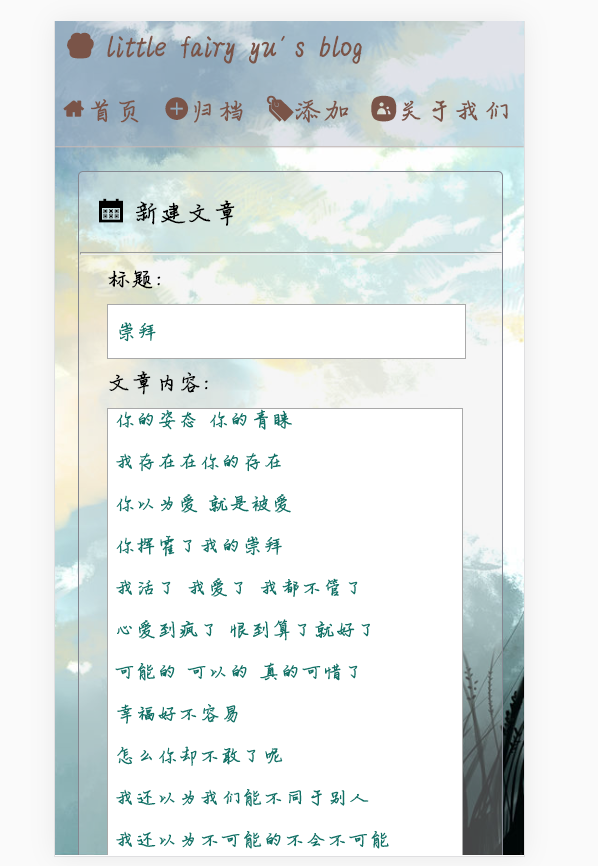 little fairy yu's blog
首页 归档 添加 关于我们
新建文章
标题:
崇拜
文章内容:
你的姿态 你的青睐
我存在在你的存在
你以为爱 就是被爱
你挥霍了我的崇拜
我活了 我爱了 我都不管了
心爱到疯了 恨到算了就好了
可能的 可以的 真的可惜了
幸福好不容易
怎么你却不敢了呢
我还以为我们能不同于别人
我还以为不可能的不会不可能